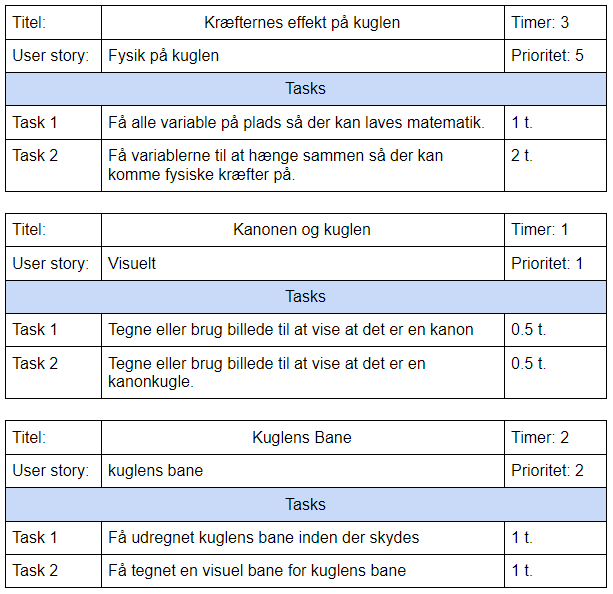 Titel: Kræfternes effekt på kuglen Timer: 3
User story: Fysik på kuglen Prioritet: 5
Tasks
Task 1 Få alle variable på plads så der kan laves matematik. 1 t.
Task 2 Få variablerne til at hænge sammen så der kan 2 t.
komme fysiske kræfter på.
Titel: Kanonen og kuglen Timer: 1
User story: Visuelt Prioritet: 1
Tasks
Task 1 Tegne eller brug billede til at vise at det er en kanon 0.5 t.
Task 2 Tegne eller brug billede til at vise at det er en 0.5 t.
kanonkugle.
Titel: Kuglens Bane Timer: 2
User story: kuglens bane Prioritet: 2
Tasks
Task 1 Få udregnet kuglens bane inden der skydes 1 t.
Task 2 Få tegnet en visuel bane for kuglens bane 1 t.